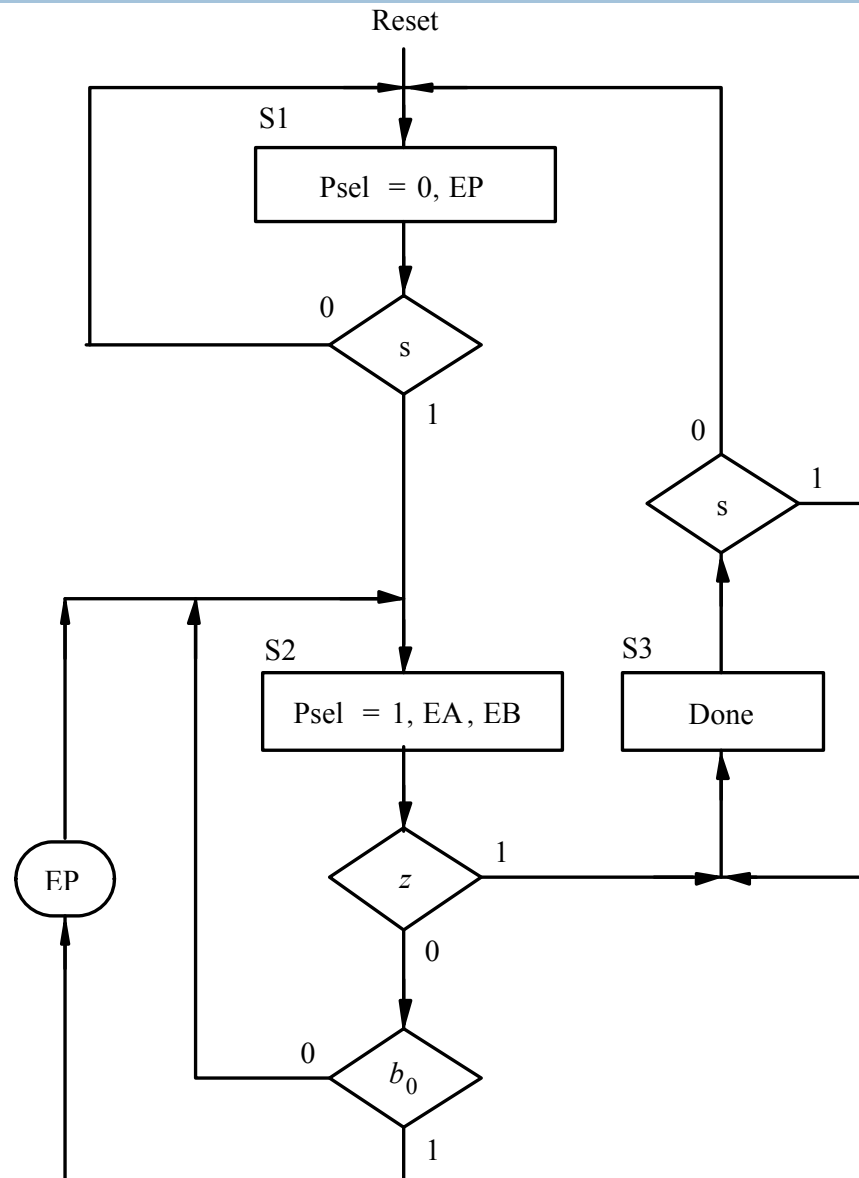 Reset
S1
Psel = 0, EP
0
s
1
0
s
1
S2
Psel = 1, EA, EB
S3
Done
EP
z
1
0
0
b0
1